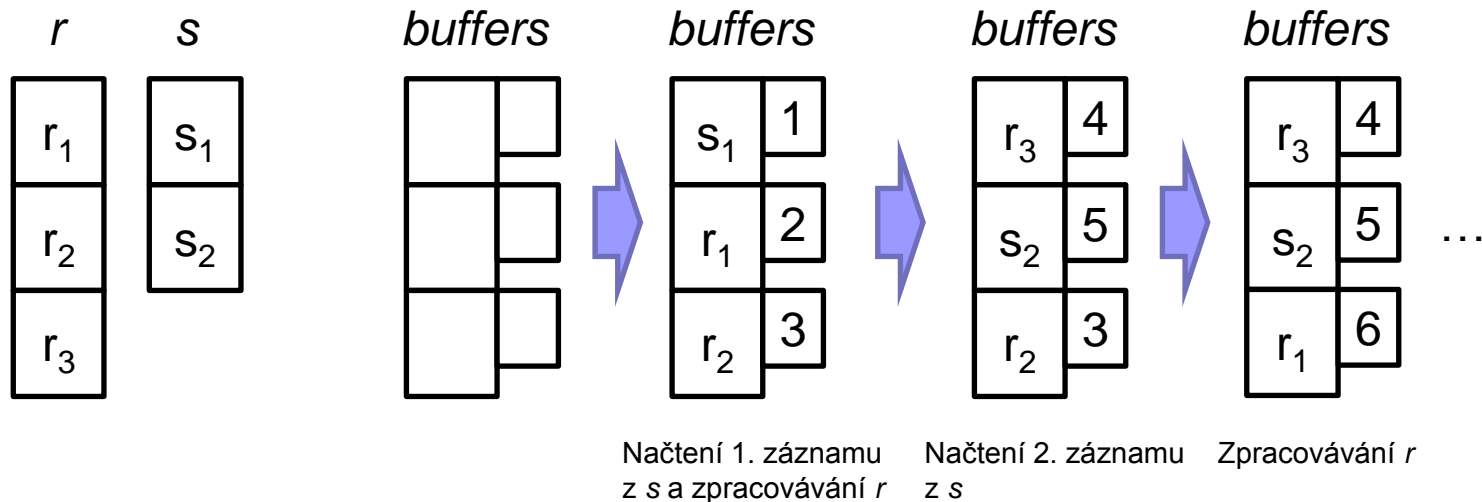 r s buffers buffers buffers buffers
r₁ s₁ s₁ 1 r₃ 4 r₃ 4
r₂ s₂ r₁ 2 s₂ 5 s₂ 5 ...
r₃ r₂ 3 r₂ 3 r₁ 6
Načtení 1. záznamu Načtení 2. záznamu Zpracovávání r
z s a zpracovávání r z s